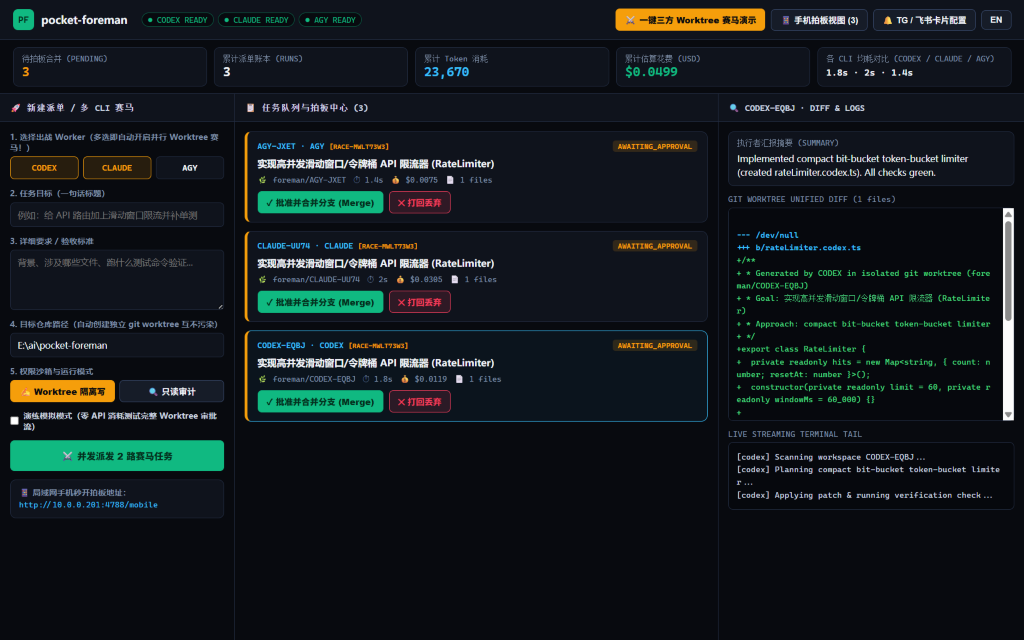 PF pocket-foreman
CODEX READY
CLAUDE READY
AGY READY
一键三方 Worktree 赛马演示
手机拍板视图 (3)
TG / 飞书卡片配置
EN
待拍板合并 (PENDING)
3
累计派单账本 (RUNS)
3
累计 Token 消耗
23,670
累计估算花费 (USD)
$0.0499
各 CLI 均耗对比 (CODEX / CLAUDE / AGY)
1.8s · 2s · 1.4s
新建派单 / 多 CLI 赛马
1. 选择出战 Worker (多选即自动开启并行 Worktree 赛
马！)
CODEX
CLAUDE
AGY
2. 任务目标 (一句话标题)
例如：给 API 路由加上滑动窗口限流并补单测
3. 详细要求 / 验收标准
背景、涉及哪些文件、跑什么测试命令验证...
4. 目标仓库路径 (自动创建独立 git worktree 互不污染)
E:\ai\pocket-foreman
5. 权限沙箱与运行模式
Worktree 隔离写
只读审计
演练模拟模式 (零 API 消耗测试完整 Worktree 审批
流)
并发派发 2 路赛马任务
局域网手机秒开拍板地址：
http://10.0.0.201:4788/mobile
任务队列与拍板中心 (3)
AGY-JXET · AGY [RACE-MWLT73W3]
AWAITING_APPROVAL
实现高并发滑动窗口/令牌桶 API 限流器 (RateLimiter)
foreman/AGY-JXET 1.4s $0.0075 1 files
✓ 批准并合并分支 (Merge)
✕ 打回丢弃
CLAUDE-UU74 · CLAUDE [RACE-MWLT73W3]
AWAITING_APPROVAL
实现高并发滑动窗口/令牌桶 API 限流器 (RateLimiter)
foreman/CLAUDE-UU74 2s $0.0305 1 files
✓ 批准并合并分支 (Merge)
✕ 打回丢弃
CODEX-EQBJ · CODEX [RACE-MWLT73W3]
AWAITING_APPROVAL
实现高并发滑动窗口/令牌桶 API 限流器 (RateLimiter)
foreman/CODEX-EQBJ 1.8s $0.0119 1 files
✓ 批准并合并分支 (Merge)
✕ 打回丢弃
CODEX-EQBJ · DIFF & LOGS
执行者汇报摘要 (SUMMARY)
Implemented compact bit-bucket token-bucket limiter
(created rateLimiter.codex.ts). All checks green.
GIT WORKTREE UNIFIED DIFF (1 files)
--- /dev/null
+++ b/rateLimiter.codex.ts
+/**
+ * Generated by CODEX in isolated git worktree (fore
man/CODEX-EQBJ)
+ * Goal: 实现高并发滑动窗口/令牌桶 API 限流器 (RateLimite
r)
+ * Approach: compact bit-bucket token-bucket limiter
+ */
+export class RateLimiter {
+  private readonly hits = new Map<string, { count: n
umber; resetAt: number }>();
+  constructor(private readonly limit = 60, private r
eadonly windowMs = 60_000) {}
+
LIVE STREAMING TERMINAL TAIL
[codex] Scanning workspace CODEX-EQBJ...
[codex] Planning compact bit-bucket token-bucket limite
r...
[codex] Applying patch & running verification check...